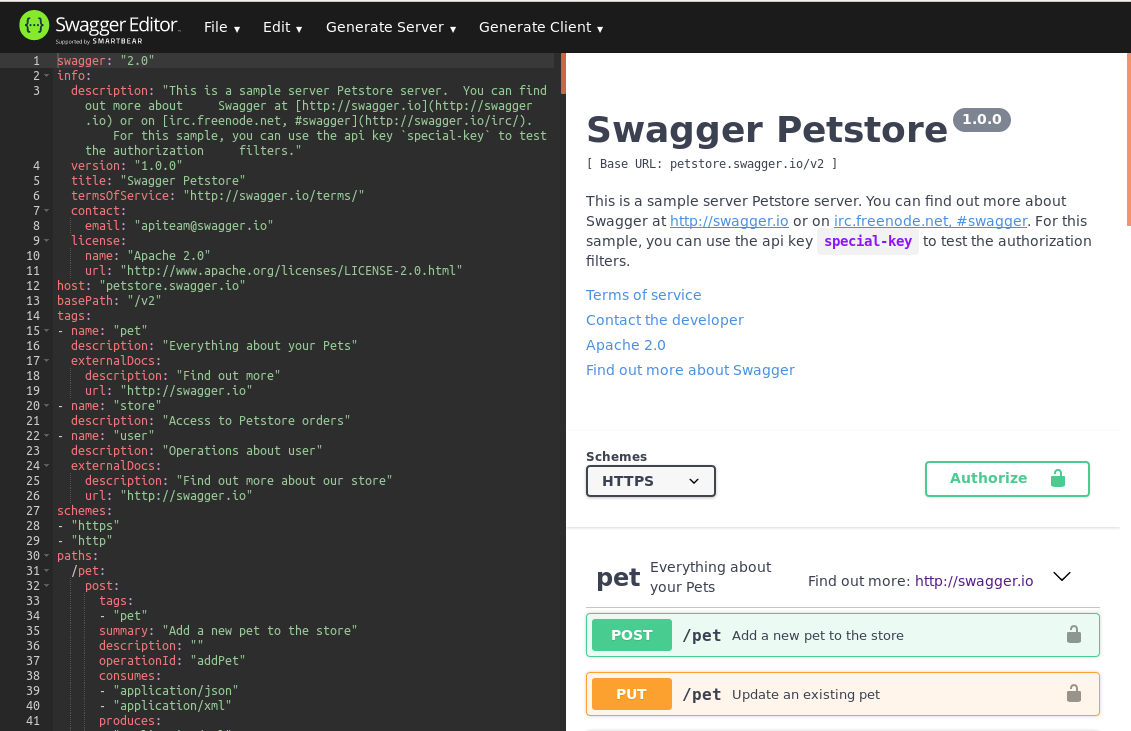 Swagger Editor
Supported by SMARTBEAR
File ▾ Edit ▾ Generate Server ▾ Generate Client ▾
1 swagger: "2.0"
2 info:
3   description: "This is a sample server Petstore server.  You can find
    out more about     Swagger at [http://swagger.io](http://swagger
    .io) or on [irc.freenode.net, #swagger](http://swagger.io/irc/).
        For this sample, you can use the api key `special-key` to test
    the authorization     filters."
4   version: "1.0.0"
5   title: "Swagger Petstore"
6   termsOfService: "http://swagger.io/terms/"
7   contact:
8     email: "apiteam@swagger.io"
9   license:
10     name: "Apache 2.0"
11     url: "http://www.apache.org/licenses/LICENSE-2.0.html"
12 host: "petstore.swagger.io"
13 basePath: "/v2"
14 tags:
15 - name: "pet"
16   description: "Everything about your Pets"
17   externalDocs:
18     description: "Find out more"
19     url: "http://swagger.io"
20 - name: "store"
21   description: "Access to Petstore orders"
22 - name: "user"
23   description: "Operations about user"
24   externalDocs:
25     description: "Find out more about our store"
26     url: "http://swagger.io"
27 schemes:
28 - "https"
29 - "http"
30 paths:
31   /pet:
32     post:
33       tags:
34       - "pet"
35       summary: "Add a new pet to the store"
36       description: ""
37       operationId: "addPet"
38       consumes:
39       - "application/json"
40       - "application/xml"
41       produces:
Swagger Petstore 1.0.0
[ Base URL: petstore.swagger.io/v2 ]
This is a sample server Petstore server. You can find out more about
Swagger at http://swagger.io or on irc.freenode.net, #swagger. For this
sample, you can use the api key special-key to test the authorization
filters.
Terms of service
Contact the developer
Apache 2.0
Find out more about Swagger
Schemes
HTTPS
Authorize
pet
Everything about
your Pets
Find out more: http://swagger.io
POST /pet Add a new pet to the store
PUT /pet Update an existing pet